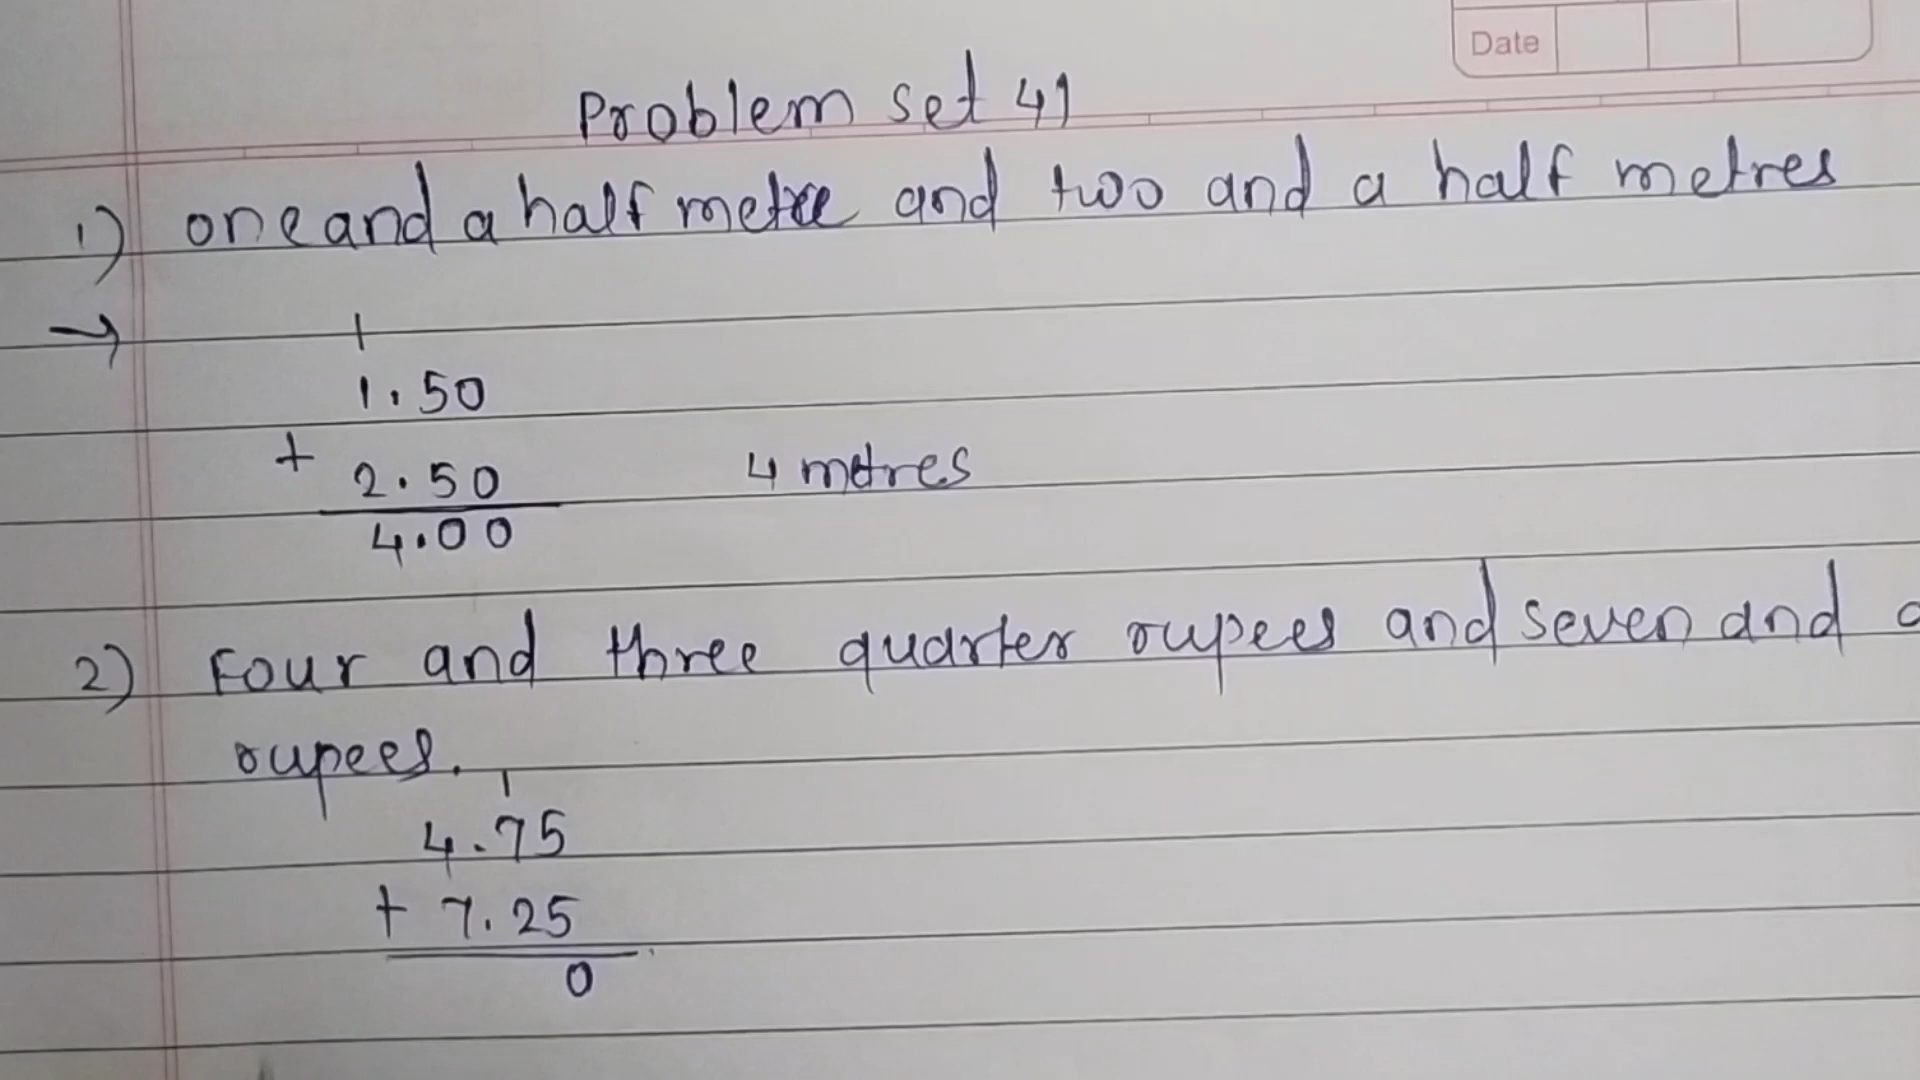 Date
Problem set 41
1) one and a half metre and two and a half metres
→ 1
1.50
+ 2.50 4 metres
4.00
2) Four and three quarter rupees and seven and a
rupees.
1
4.75
+ 7.25
0